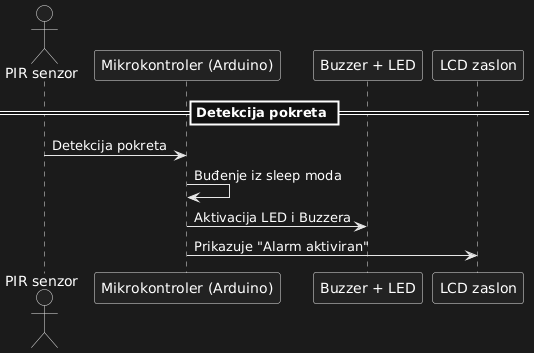 PIR senzor
Mikrokontroler (Arduino)
Buzzer + LED
LCD zaslon
Detekcija pokreta
Detekcija pokreta
Buđenje iz sleep moda
Aktivacija LED i Buzzera
Prikazuje "Alarm aktiviran"
PIR senzor
Mikrokontroler (Arduino)
Buzzer + LED
LCD zaslon